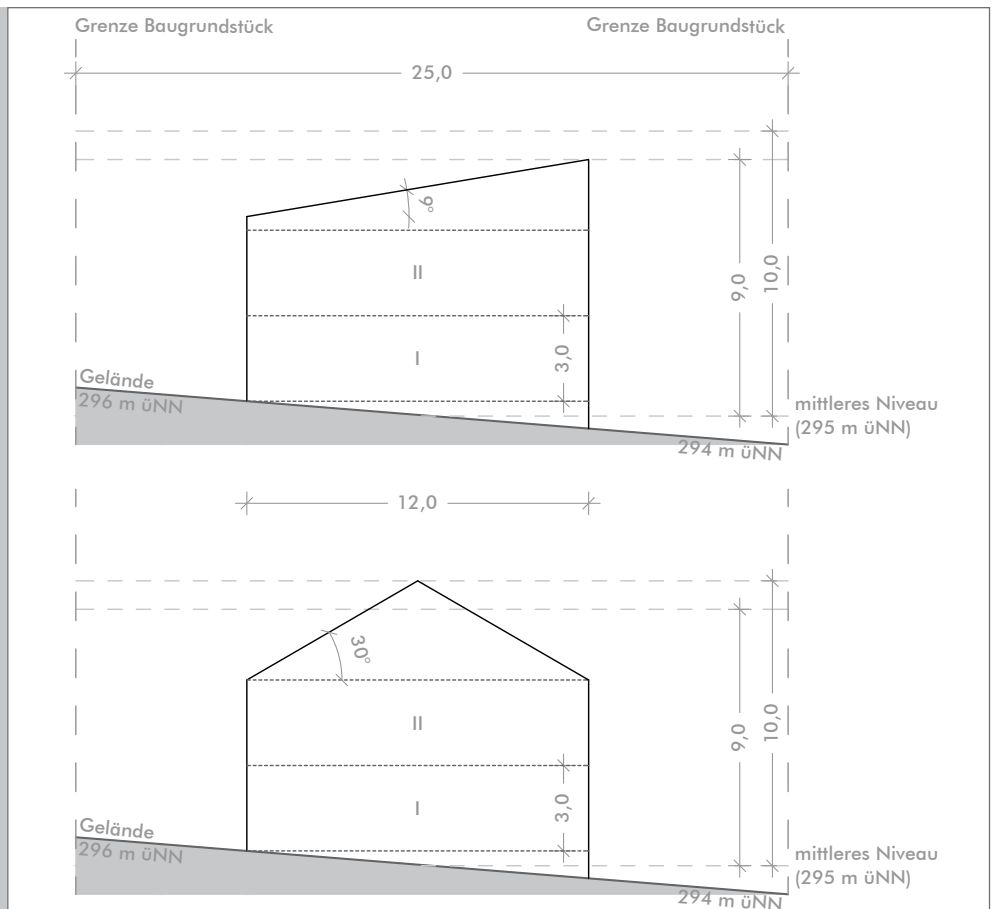 Grenze Baugrundstück
Grenze Baugrundstück
25,0
9°
II
I
3,0
9,0
10,0
Gelände
296 m üNN
mittleres Niveau
(295 m üNN)
294 m üNN
12,0
30°
II
I
3,0
9,0
10,0
Gelände
296 m üNN
mittleres Niveau
(295 m üNN)
294 m üNN